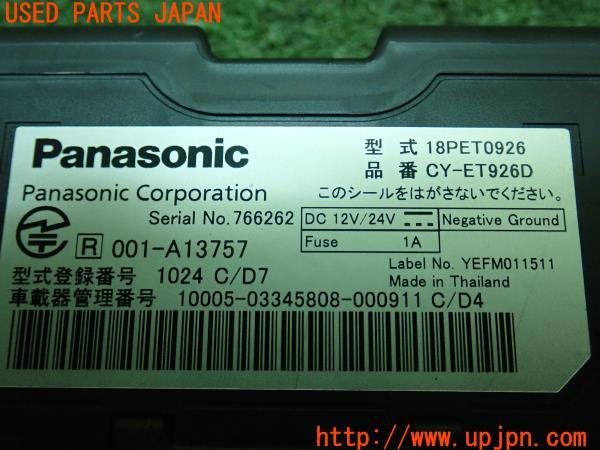 USED PARTS JAPAN
Panasonic
型式 18PET0926
品番 CY-ET926D
Panasonic Corporation
このシールをはがさないでください
Serial No. 766262
DC 12V/24V Negative Ground
Fuse 1A
R 001-A13757
Label No. YEFM011511
Made in Thailand
型式登録番号 1024 C/D7
車載器管理番号 10005-03345808-000911 C/D4
www.upjpn.com